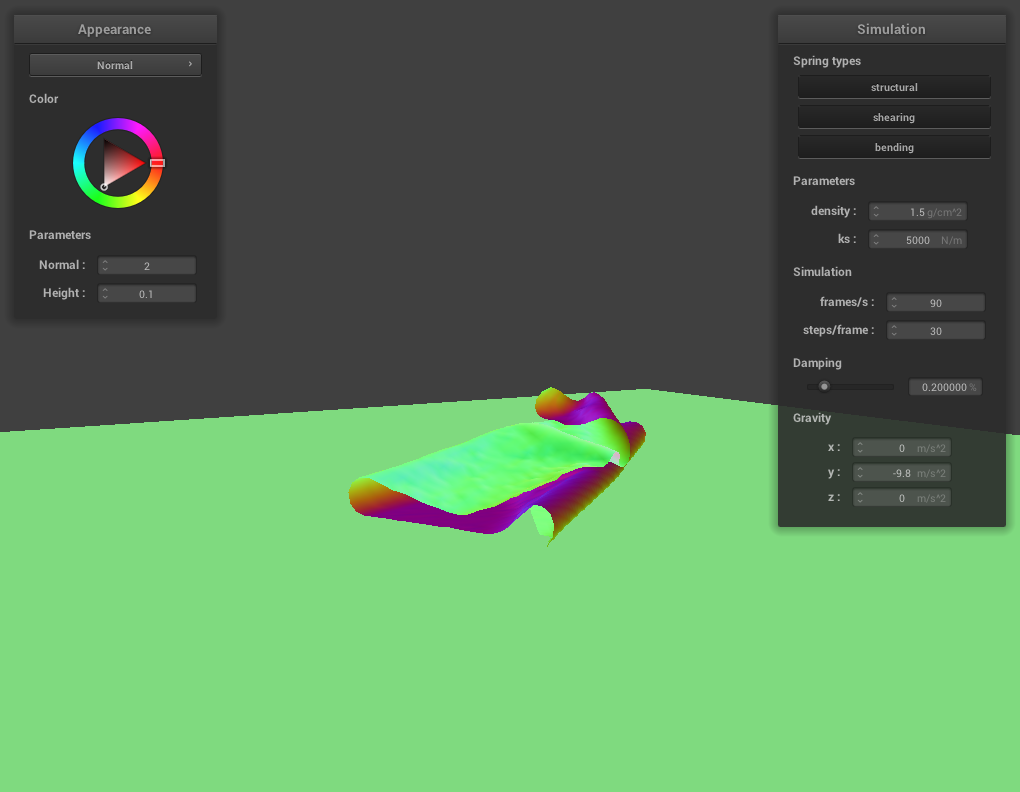 Appearance
Normal
Color
Parameters
Normal :
2
Height :
0.1
Simulation
Spring types
structural
shearing
bending
Parameters
density :
1.5 g/cm^2
ks :
5000 N/m
Simulation
frames/s :
90
steps/frame :
30
Damping
0.200000 %
Gravity
x :
0 m/s^2
y :
-9.8 m/s^2
z :
0 m/s^2